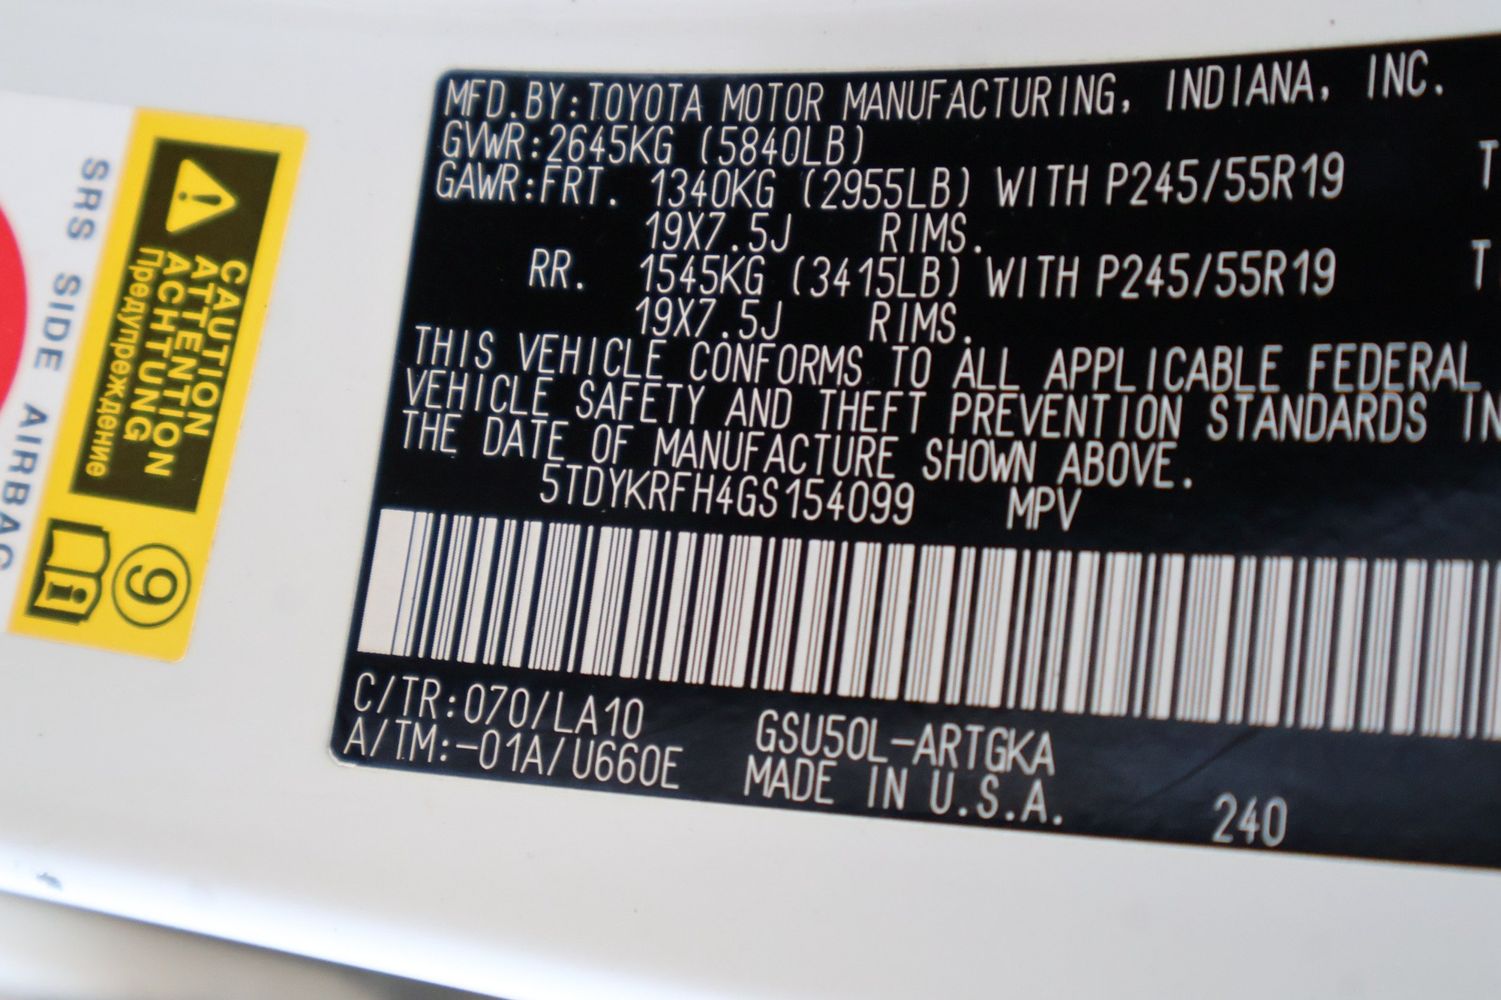 MFD.BY:TOYOTA MOTOR MANUFACTURING, INDIANA, INC.
GVWR:2645KG (5840LB)
GAWR:FRT. 1340KG (2955LB) WITH P245/55R19 T
19X7.5J RIMS.
RR. 1545KG (3415LB) WITH P245/55R19 T
19X7.5J RIMS.
THIS VEHICLE CONFORMS TO ALL APPLICABLE FEDERAL
VEHICLE SAFETY AND THEFT PREVENTION STANDARDS IN
THE DATE OF MANUFACTURE SHOWN ABOVE.
5TDYKRFH4GS154099 MPV
C/TR:070/LA10 GSU50L-ARTGKA
A/TM:-01A/U660E MADE IN U.S.A. 240
SRS SIDE AIRBAG
CAUTION
ATTENTION
ACHTUNG
Предупреждение
9